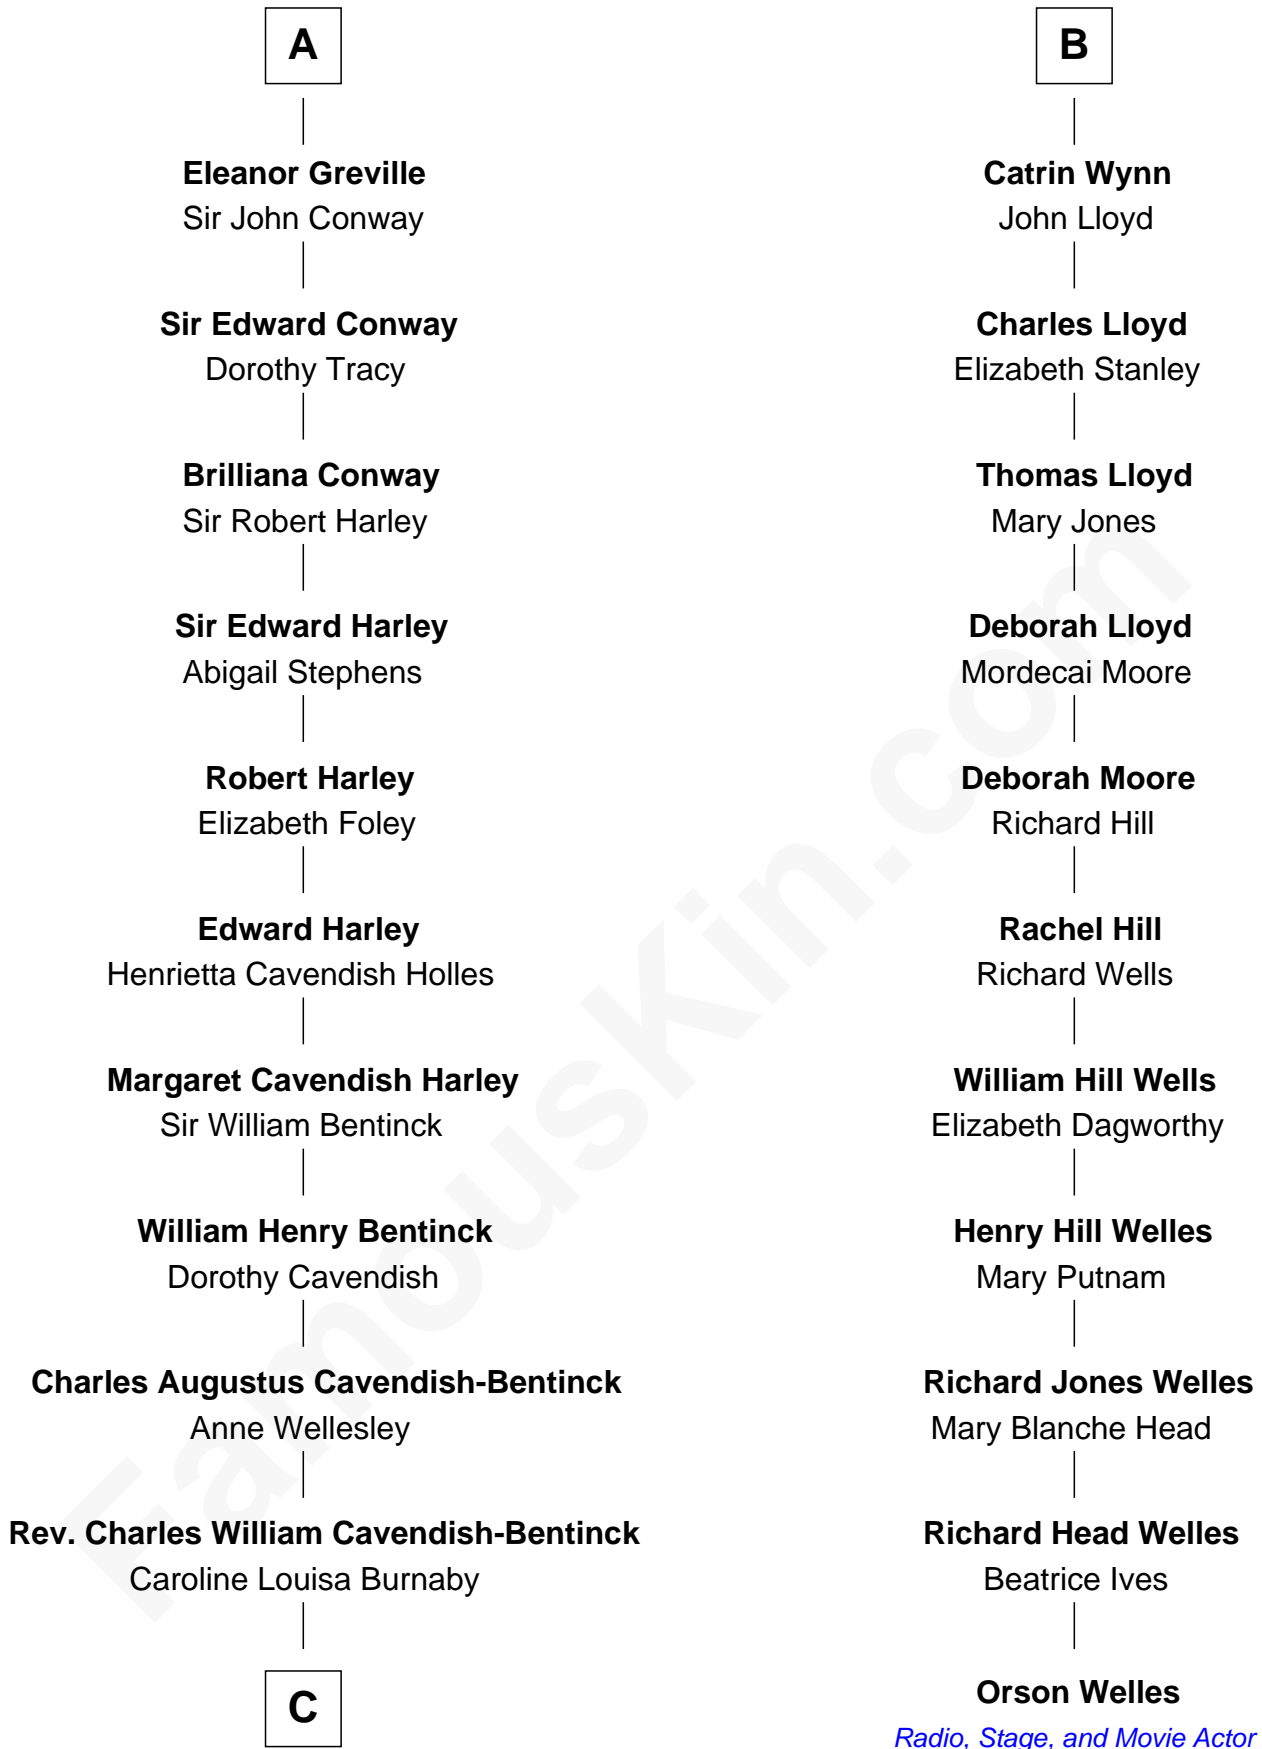 A
Eleanor Greville
Sir John Conway
Sir Edward Conway
Dorothy Tracy
Brilliana Conway
Sir Robert Harley
Sir Edward Harley
Abigail Stephens
Robert Harley
Elizabeth Foley
Edward Harley
Henrietta Cavendish Holles
Margaret Cavendish Harley
Sir William Bentinck
William Henry Bentinck
Dorothy Cavendish
Charles Augustus Cavendish-Bentinck
Anne Wellesley
Rev. Charles William Cavendish-Bentinck
Caroline Louisa Burnaby
C
B
Catrin Wynn
John Lloyd
Charles Lloyd
Elizabeth Stanley
Thomas Lloyd
Mary Jones
Deborah Lloyd
Mordecai Moore
Deborah Moore
Richard Hill
Rachel Hill
Richard Wells
William Hill Wells
Elizabeth Dagworthy
Henry Hill Welles
Mary Putnam
Richard Jones Welles
Mary Blanche Head
Richard Head Welles
Beatrice Ives
Orson Welles
Radio, Stage, and Movie Actor
FamousKin.com